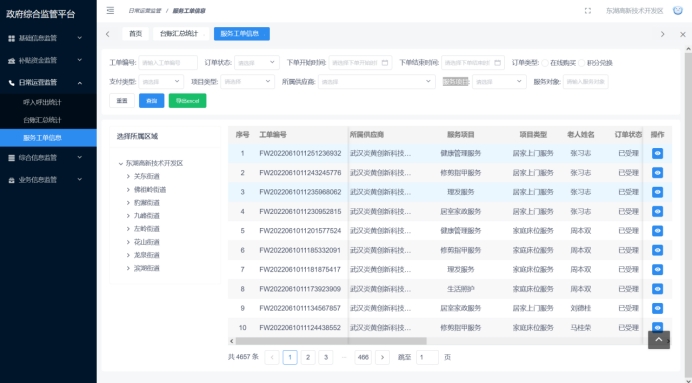 政府综合监管平台
日常运营监管 / 服务工单信息
东湖高新技术开发区
基础信息监管
补贴资金监管
日常运营监管
呼入呼出统计
台账汇总统计
服务工单信息
综合信息监管
业务信息监管
首页 台账汇总统计 服务工单信息
工单编号: 请输入工单编号 订单状态: 请选择 下单开始时间: 请选择下单开始时间 下单结束时间: 请选择下单结束时间 订单类型: 在线购买 积分兑换
支付类型: 请选择 项目类型: 请选择 所属供应商: 请选择 服务项目: 请选择 服务对象: 请输入服务对象
重置 查询 导出excel
选择所属区域
东湖高新技术开发区
关东街道
佛祖岭街道
豹澥街道
九峰街道
左岭街道
花山街道
龙泉街道
滨湖街道
序号 工单编号 所属供应商 服务项目 项目类型 老人姓名 订单状态 操作
1 FW2022061011251236932 武汉炎黄创新科技... 健康管理服务 居家上门服务 张习志 已受理
2 FW2022061011243245776 武汉炎黄创新科技... 修剪指甲服务 居家上门服务 张习志 已受理
3 FW2022061011235968062 武汉炎黄创新科技... 理发服务 居家上门服务 张习志 已受理
4 FW2022061011230952815 武汉炎黄创新科技... 居室家政服务 居家上门服务 张习志 已受理
5 FW2022061011201577524 武汉炎黄创新科技... 健康管理服务 家庭床位服务 周本双 已受理
6 FW2022061011185332091 武汉炎黄创新科技... 修剪指甲服务 家庭床位服务 周本双 已受理
7 FW2022061011181875417 武汉炎黄创新科技... 理发服务 家庭床位服务 周本双 已受理
8 FW2022061011173923909 武汉炎黄创新科技... 生活照护 家庭床位服务 周本双 已受理
9 FW2022061011134567857 武汉炎黄创新科技... 居室家政服务 居家上门服务 刘德桂 已受理
10 FW2022061011124438552 武汉炎黄创新科技... 修剪指甲服务 家庭床位服务 马桂荣 已受理
共 4657 条 1 2 3 ··· 466 跳至 1 页